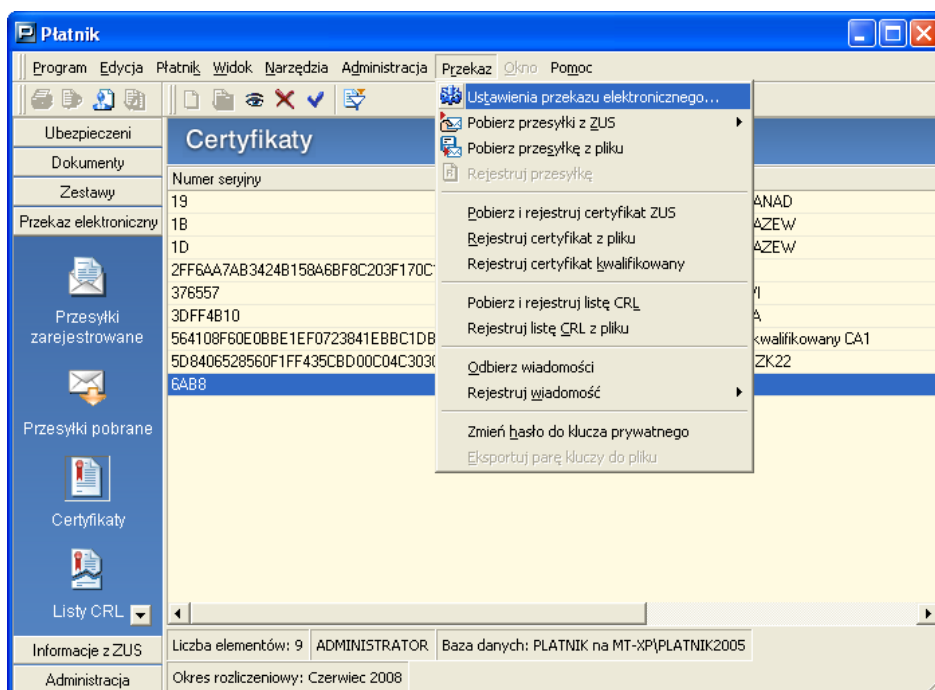 Płatnik
Program Edycja Płatnik Widok Narzędzia Administracja Przekaz Okno Pomoc
Ubezpieczeni
Dokumenty
Zestawy
Przekaz elektroniczny
Przesyłki
zarejestrowane
Przesyłki pobrane
Certyfikaty
Listy CRL
Informacje z ZUS
Administracja
Certyfikaty
Numer seryjny
19
1B
1D
2FF6AA7AB3424B158A6BF8C203F170C
376557
3DFF4B10
564108F60E0BBE1EF0723841EBBC1DB
5D8406528560F1FF435CBD00C04C3030
6AB8
Ustawienia przekazu elektronicznego...
Pobierz przesyłki z ZUS
Pobierz przesyłkę z pliku
Rejestruj przesyłkę
Pobierz i rejestruj certyfikat ZUS
Rejestruj certyfikat z pliku
Rejestruj certyfikat kwalifikowany
Pobierz i rejestruj listę CRL
Rejestruj listę CRL z pliku
Odbierz wiadomości
Rejestruj wiadomość
Zmień hasło do klucza prywatnego
Eksportuj parę kluczy do pliku
ANAD
AZEW
AZEW
kwalifikowany CA1
ZK22
Liczba elementów: 9 ADMINISTRATOR Baza danych: PLATNIK na MT-XP\PLATNIK2005
Okres rozliczeniowy: Czerwiec 2008